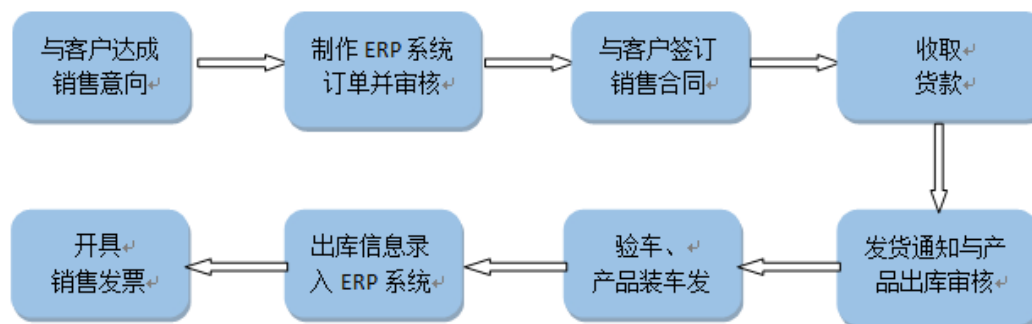 与客户达成
销售意向
制作 ERP 系统
订单并审核
与客户签订
销售合同
收取
货款
发货通知与产
品出库审核
验车、
产品装车发
出库信息录
入 ERP 系统
开具
销售发票